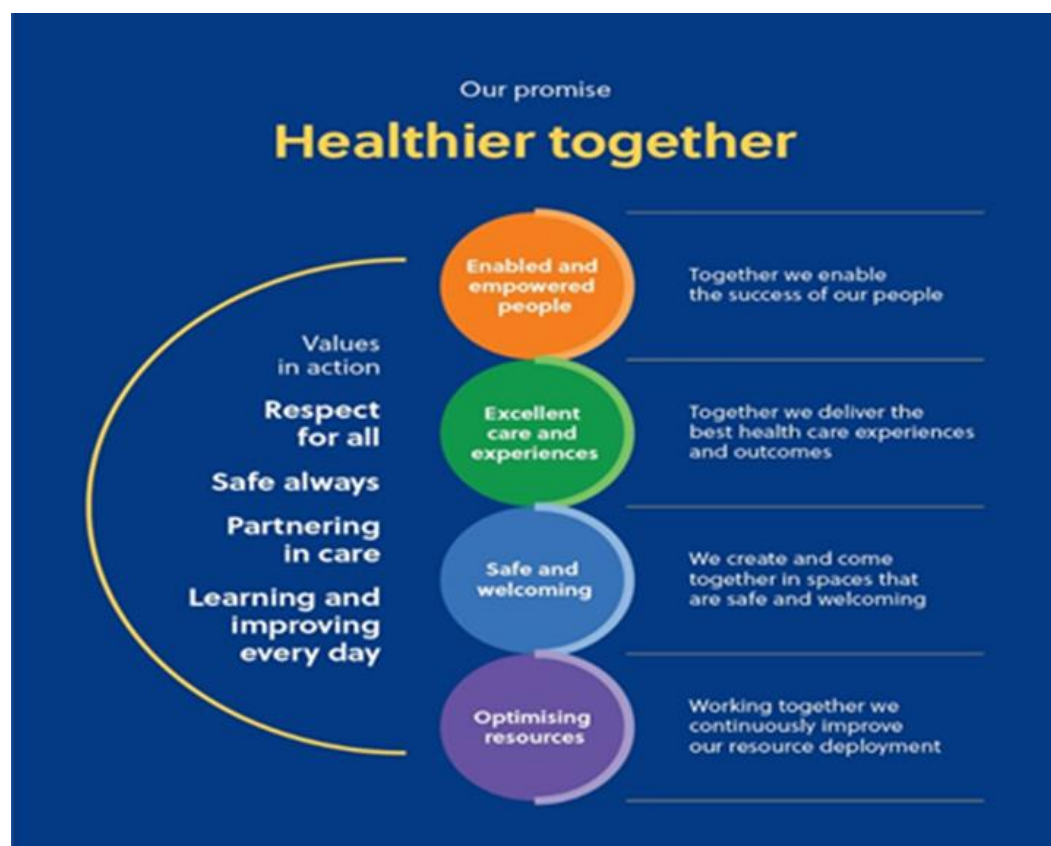 Our promise
Healthier together
Values
in action
Respect
for all
Safe always
Partnering
in care
Learning and
improving
every day
Enabled and
empowered
people
Together we enable
the success of our people
Excellent
care and
experiences
Together we deliver the
best health care experiences
and outcomes
Safe and
welcoming
We create and come
together in spaces that
are safe and welcoming
Optimising
resources
Working together we
continuously improve
our resource deployment